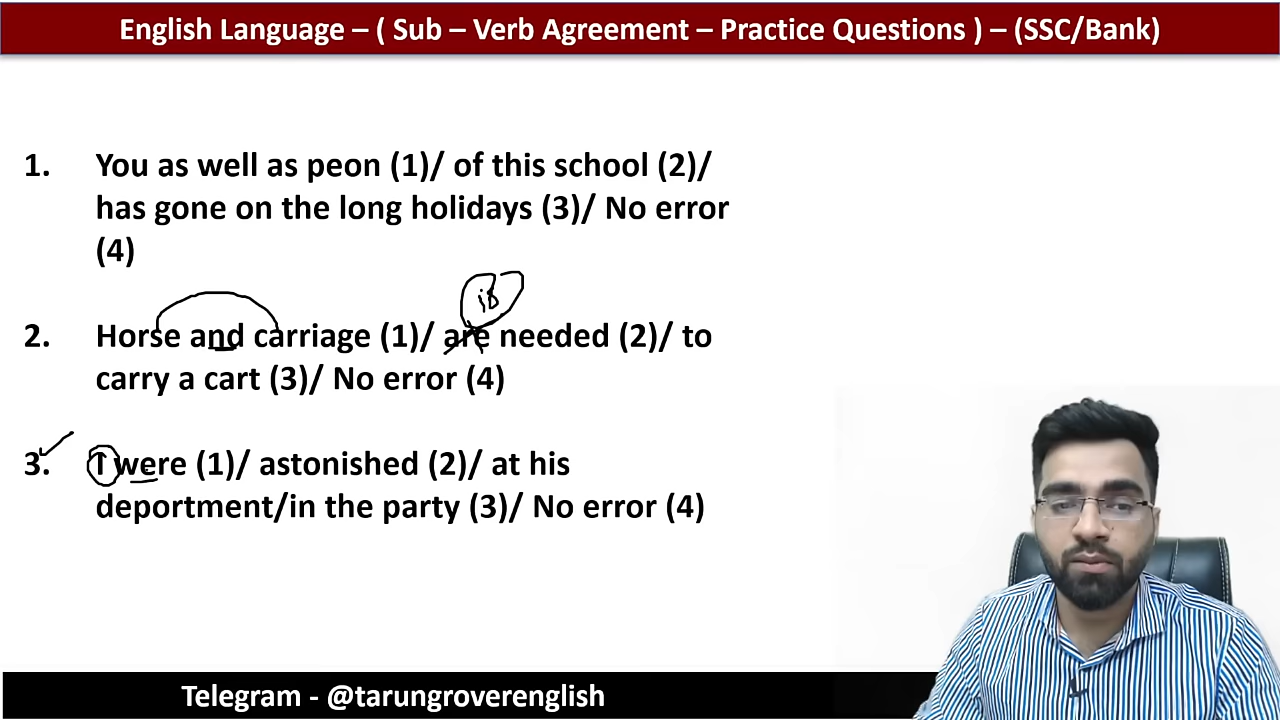 English Language – ( Sub – Verb Agreement – Practice Questions ) – (SSC/Bank)
1. You as well as peon (1)/ of this school (2)/
has gone on the long holidays (3)/ No error
(4)
is
2. Horse and carriage (1)/ are needed (2)/ to
carry a cart (3)/ No error (4)
3. I were (1)/ astonished (2)/ at his
deportment/in the party (3)/ No error (4)
Telegram - @tarungroverenglish